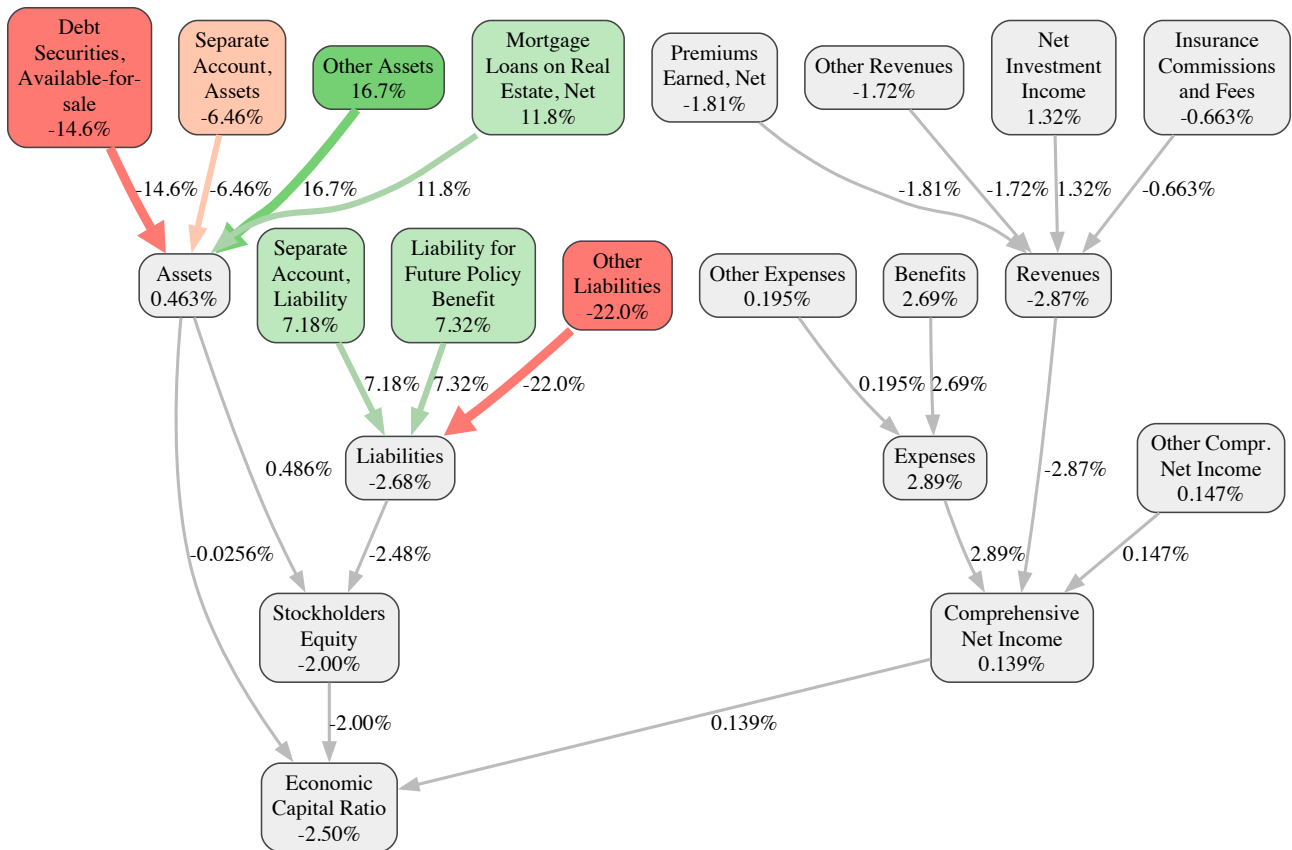 Debt
Securities,
Available-for-
sale
-14.6%
Separate
Account,
Assets
-6.46%
Other Assets
16.7%
Mortgage
Loans on Real
Estate, Net
11.8%
Premiums
Earned, Net
-1.81%
Other Revenues
-1.72%
Net
Investment
Income
1.32%
Insurance
Commissions
and Fees
-0.663%
-14.6%
-6.46%
16.7%
11.8%
-1.81%
-1.72%
1.32%
-0.663%
Assets
0.463%
Separate
Account,
Liability
7.18%
Liability for
Future Policy
Benefit
7.32%
Other
Liabilities
-22.0%
Other Expenses
0.195%
Benefits
2.69%
Revenues
-2.87%
7.18%
7.32%
-22.0%
0.195%
2.69%
0.486%
Liabilities
-2.68%
Expenses
2.89%
-2.87%
Other Compr.
Net Income
0.147%
-0.0256%
-2.48%
2.89%
0.147%
Stockholders
Equity
-2.00%
Comprehensive
Net Income
0.139%
-2.00%
0.139%
Economic
Capital Ratio
-2.50%